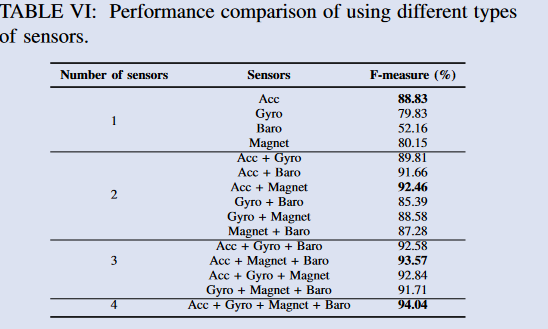 TABLE VI: Performance comparison of using different types
of sensors.
Number of sensors Sensors F-measure (%)
Acc 88.83
Gyro 79.83
1
Baro 52.16
Magnet 80.15
Acc + Gyro 89.81
Acc + Baro 91.66
Acc + Magnet 92.46
2
Gyro + Baro 85.39
Gyro + Magnet 88.58
Magnet + Baro 87.28
Acc + Gyro + Baro 92.58
3 Acc + Magnet + Baro 93.57
Acc + Gyro + Magnet 92.84
Gyro + Magnet + Baro 91.71
4 Acc + Gyro + Magnet + Baro 94.04